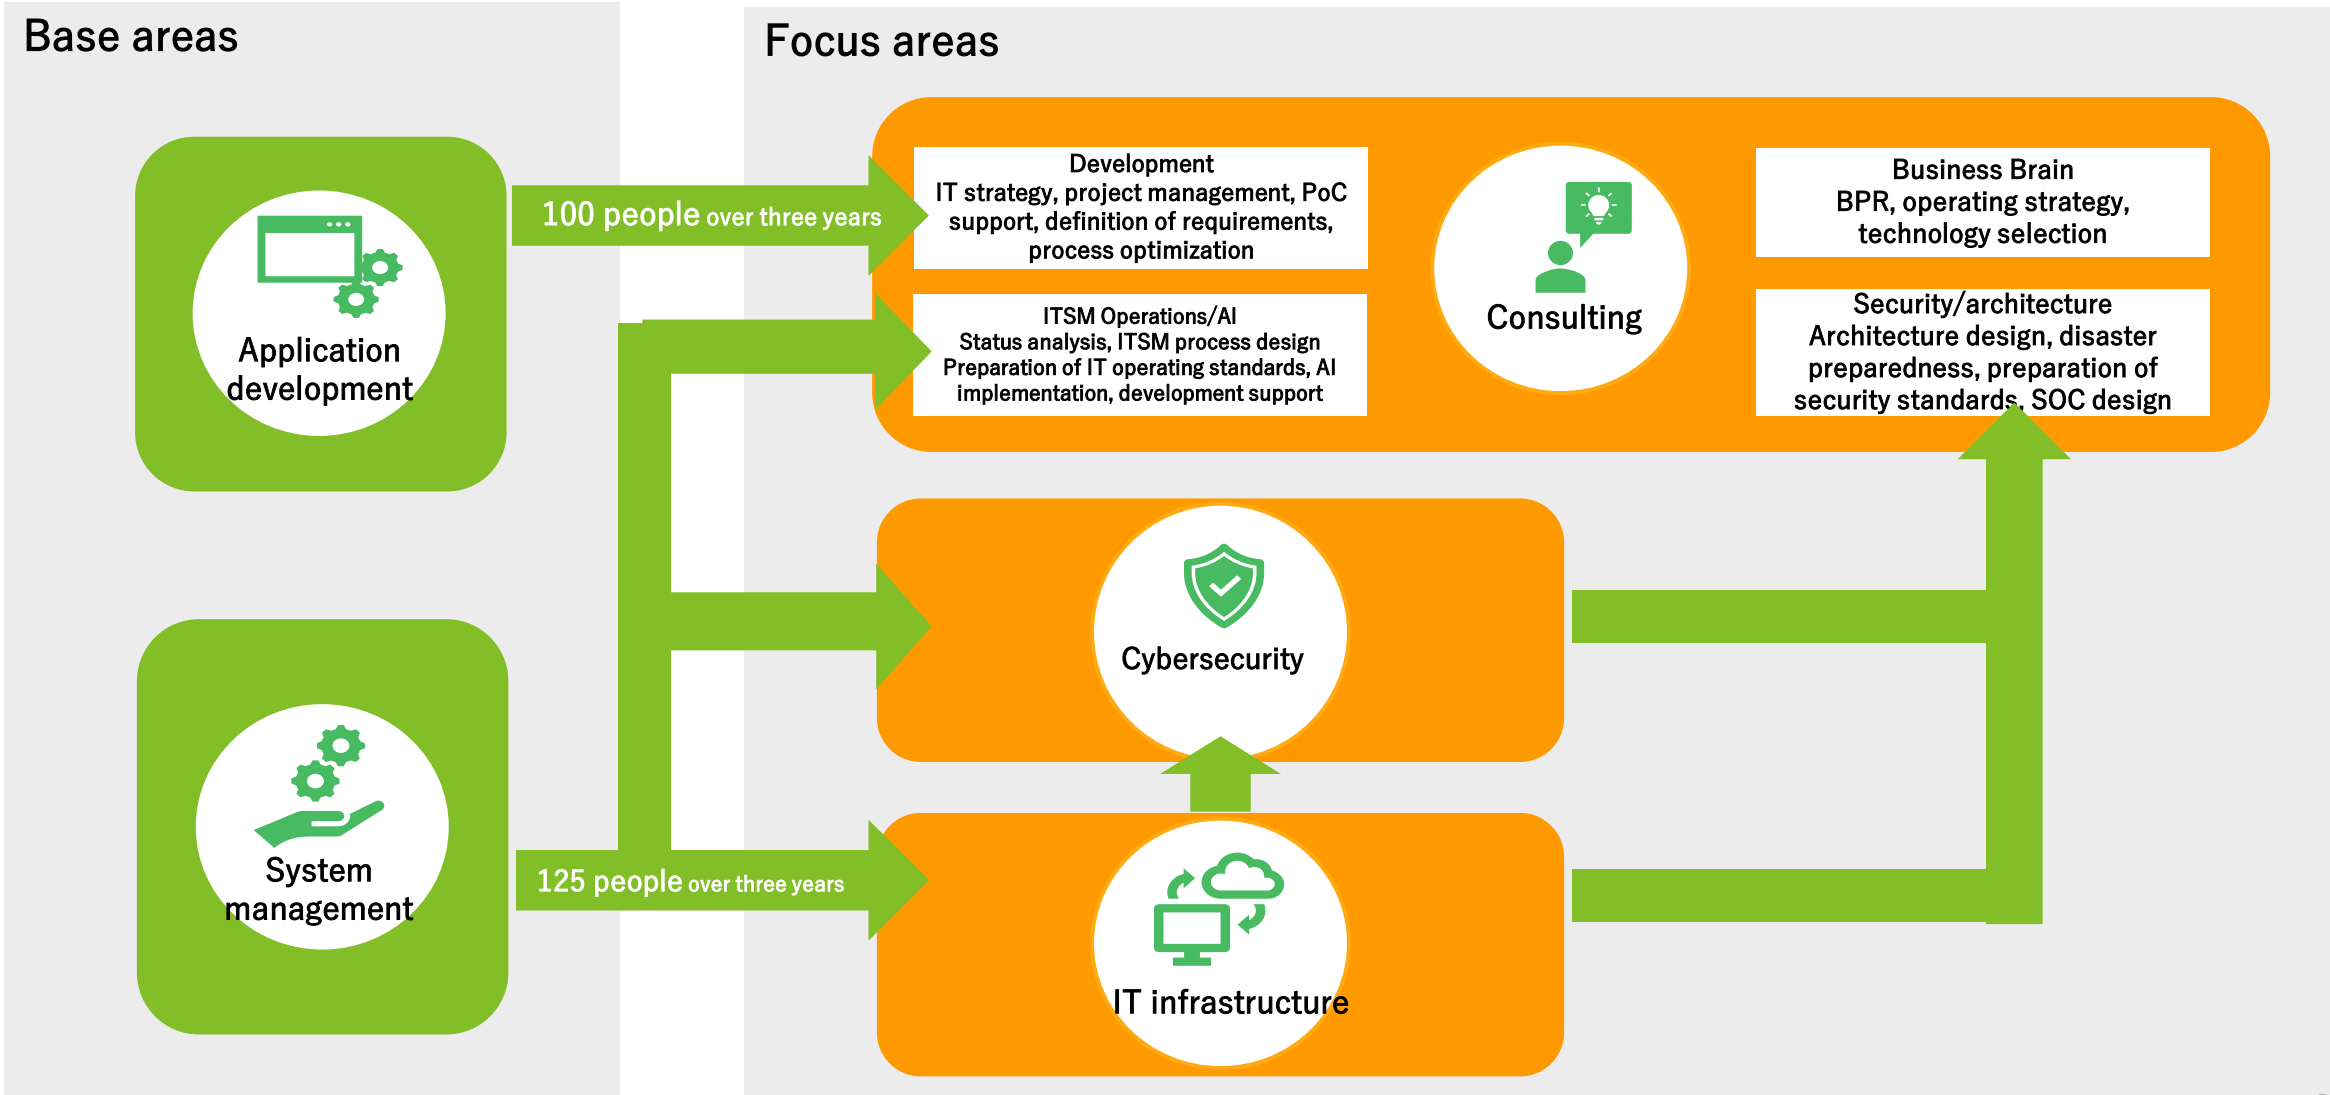 Base areas
Focus areas
Application
development
100 people over three years
Development
IT strategy, project management, PoC
support, definition of requirements,
process optimization
ITSM Operations/AI
Status analysis, ITSM process design
Preparation of IT operating standards, AI
implementation, development support
Consulting
Business Brain
BPR, operating strategy,
technology selection
Security/architecture
Architecture design, disaster
preparedness, preparation of
security standards, SOC design
Cybersecurity
System
management
125 people over three years
IT infrastructure